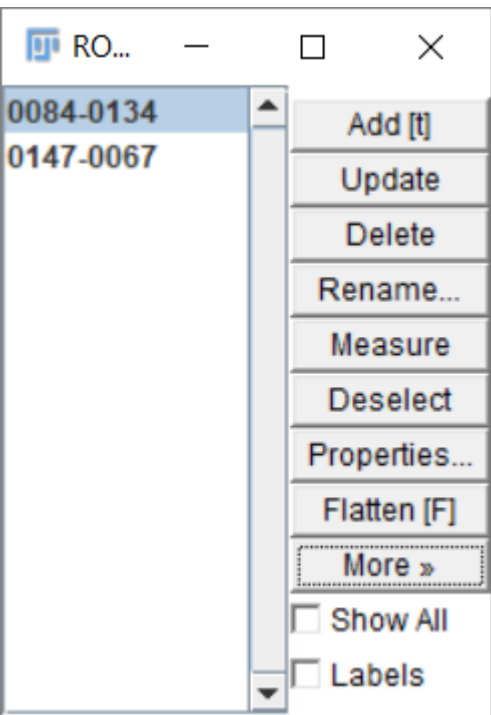 RO...
0084-0134
0147-0067
Add [t]
Update
Delete
Rename...
Measure
Deselect
Properties...
Flatten [F]
More »
Show All
Labels